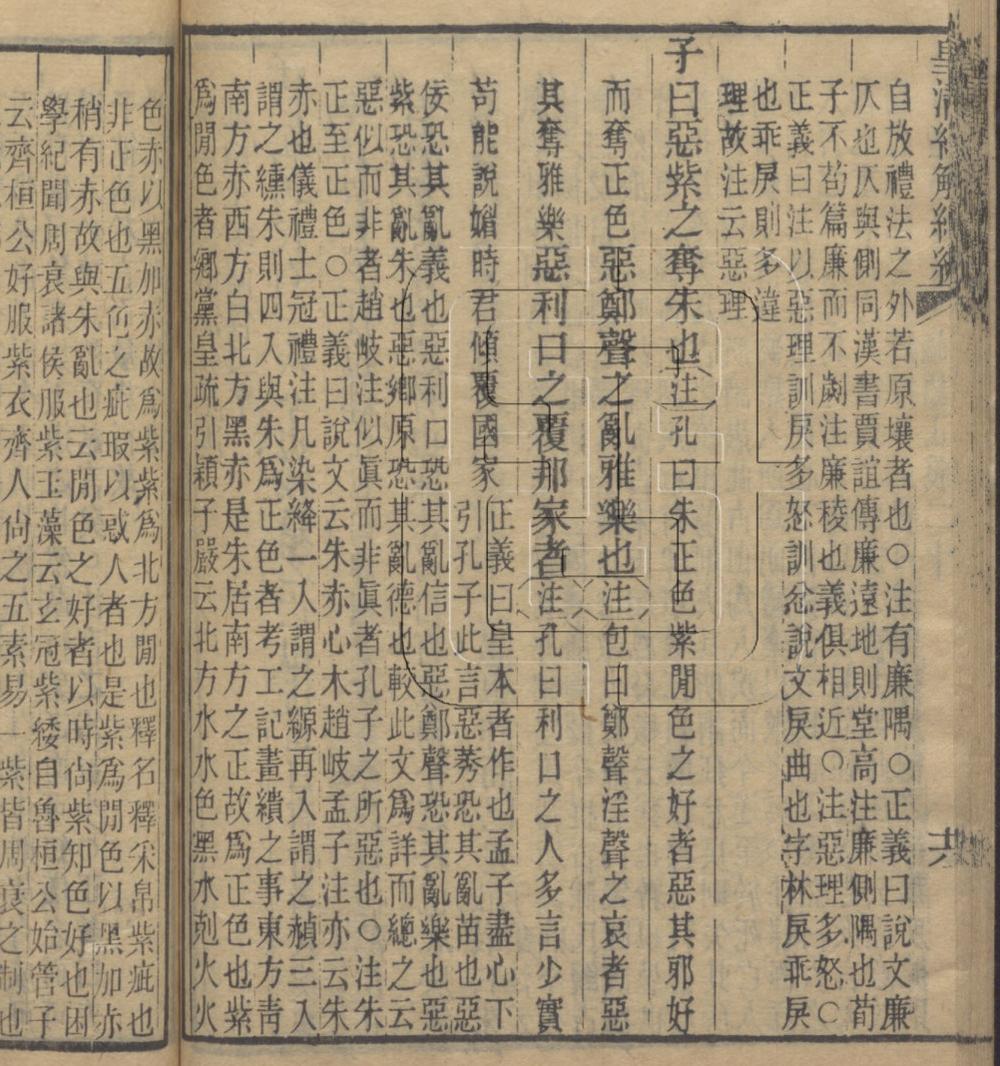 皇清經解續編
自放禮法之外若原壤者也○注有廉隅○正義曰說文廉
仄也仄與側同漢書賈誼傳廉遠地則堂高注廉側隅也荀
子不苟篇廉而不劌注廉稜也義俱相近○注惡理多怒○
正義曰注以惡理訓戾多怒訓忿說文戾曲也字林戾乖戾
也乖戾則多違
理故注云惡理
子曰惡紫之奪朱也注孔曰朱正色紫閒色之好者惡其邪好
而奪正色惡鄭聲之亂雅樂也注包曰鄭聲淫聲之哀者惡
其奪雅樂惡利口之覆邦家者注孔曰利口之人多言少實
苟能說媚時君傾覆國家
正義曰皇本者作也孟子盡心下
引孔子此言惡莠恐其亂苗也惡
佞恐其亂義也惡利口恐其亂信也惡鄭聲恐其亂樂也惡
紫恐其亂朱也惡鄉原恐其亂德也較此文爲詳而總之云
惡似而非者趙岐注似眞而非眞者孔子之所惡也○注朱
正至正色○正義曰說文云朱赤心木趙岐孟子注亦云朱
赤也儀禮士冠禮注凡染絳一入謂之縓再入謂之赬三入
謂之纁朱則四入與朱爲正色者考工記畫繢之事東方靑
南方赤西方白北方黑赤是朱居南方之正故爲正色也紫
爲閒色者鄉黨皇疏引穎子嚴云北方水水色黑水剋火火
色赤以黑加赤故爲紫紫爲北方閒也釋名釋采帛紫疵也
非正色也五色之疵瑕以惑人者也是紫爲閒色以黑加赤
稍有赤故與朱亂也云閒色之好者以時尙紫知色好也困
學紀聞周衰諸侯服紫玉藻云玄冠紫緌自魯桓公始管子
云齊桓公好服紫衣齊人尙之五素易一紫皆周衰之制也